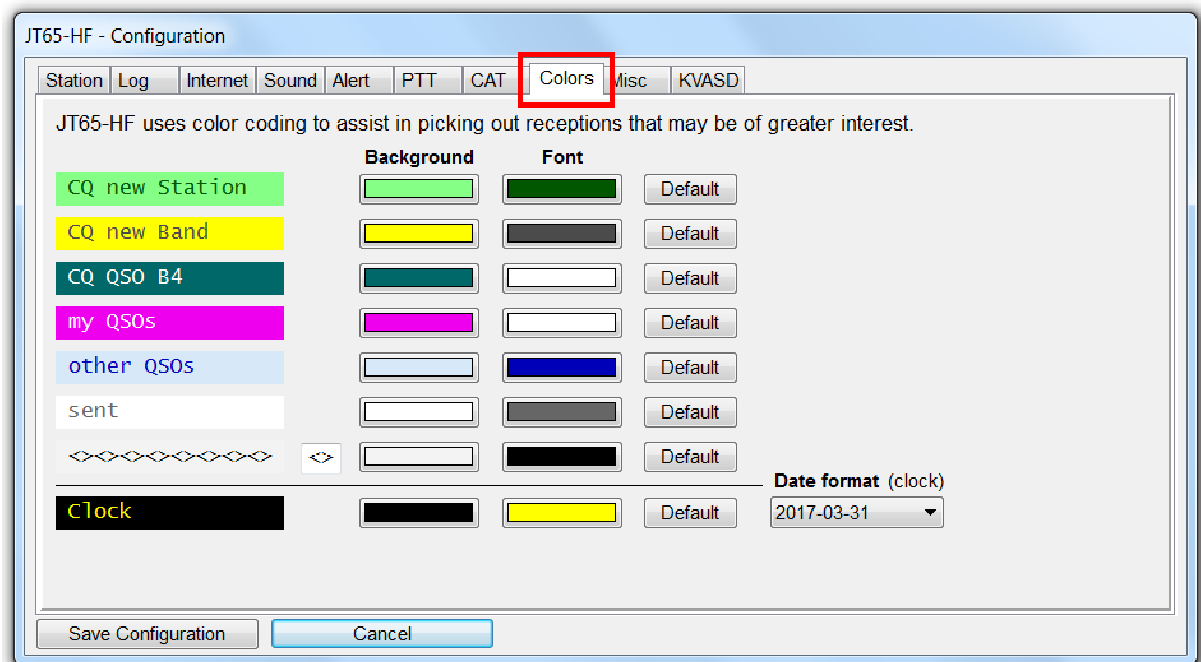 JT65-HF - Configuration
Station Log Internet Sound Alert PTT CAT Colors Misc KVASD
JT65-HF uses color coding to assist in picking out receptions that may be of greater interest.
Background Font
CQ new Station Default
CQ new Band Default
CQ QSO B4 Default
my QSOs Default
other QSOs Default
sent Default
<><><><><><><><> <> Default
Date format (clock)
Clock Default 2017-03-31
Save Configuration Cancel